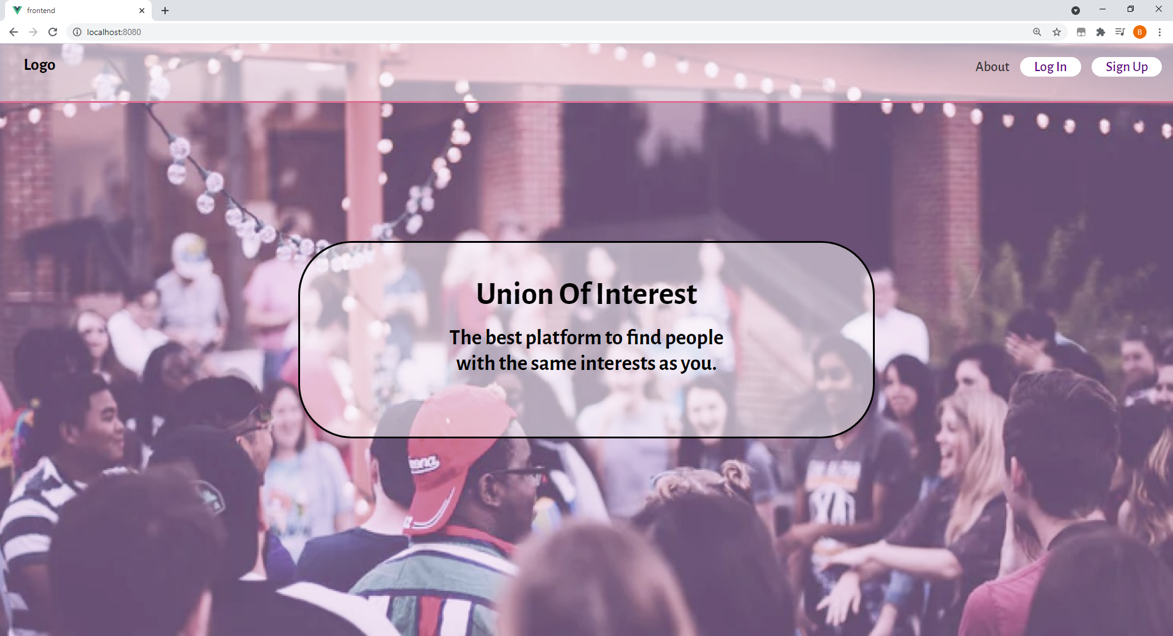 frontend
localhost:8080
B
Logo
About
Log In
Sign Up
Union Of Interest
The best platform to find people
with the same interests as you.